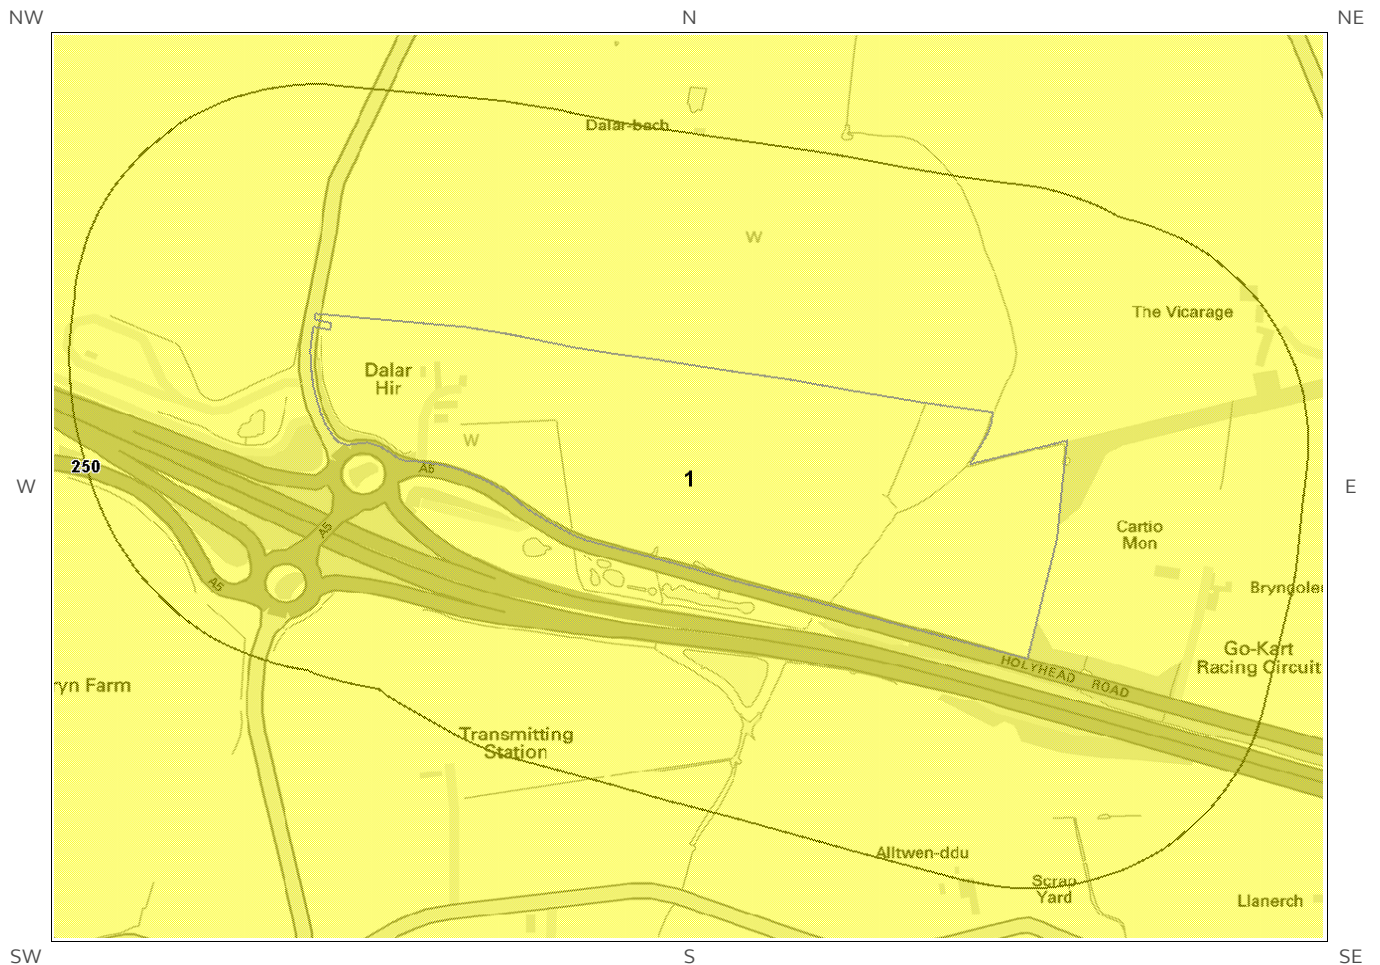 NW
N
NE
Dalar-bach
W
The Vicarage
Dalar
Hir
W
A5
250
W
1
E
A5
Cartio
Mon
A5
Go-Kart
Racing Circuit
HOLYHEAD ROAD
ryn Farm
Transmitting
Station
Alltwen-ddu
Scrap
Yard
Llanerch
SW
S
SE